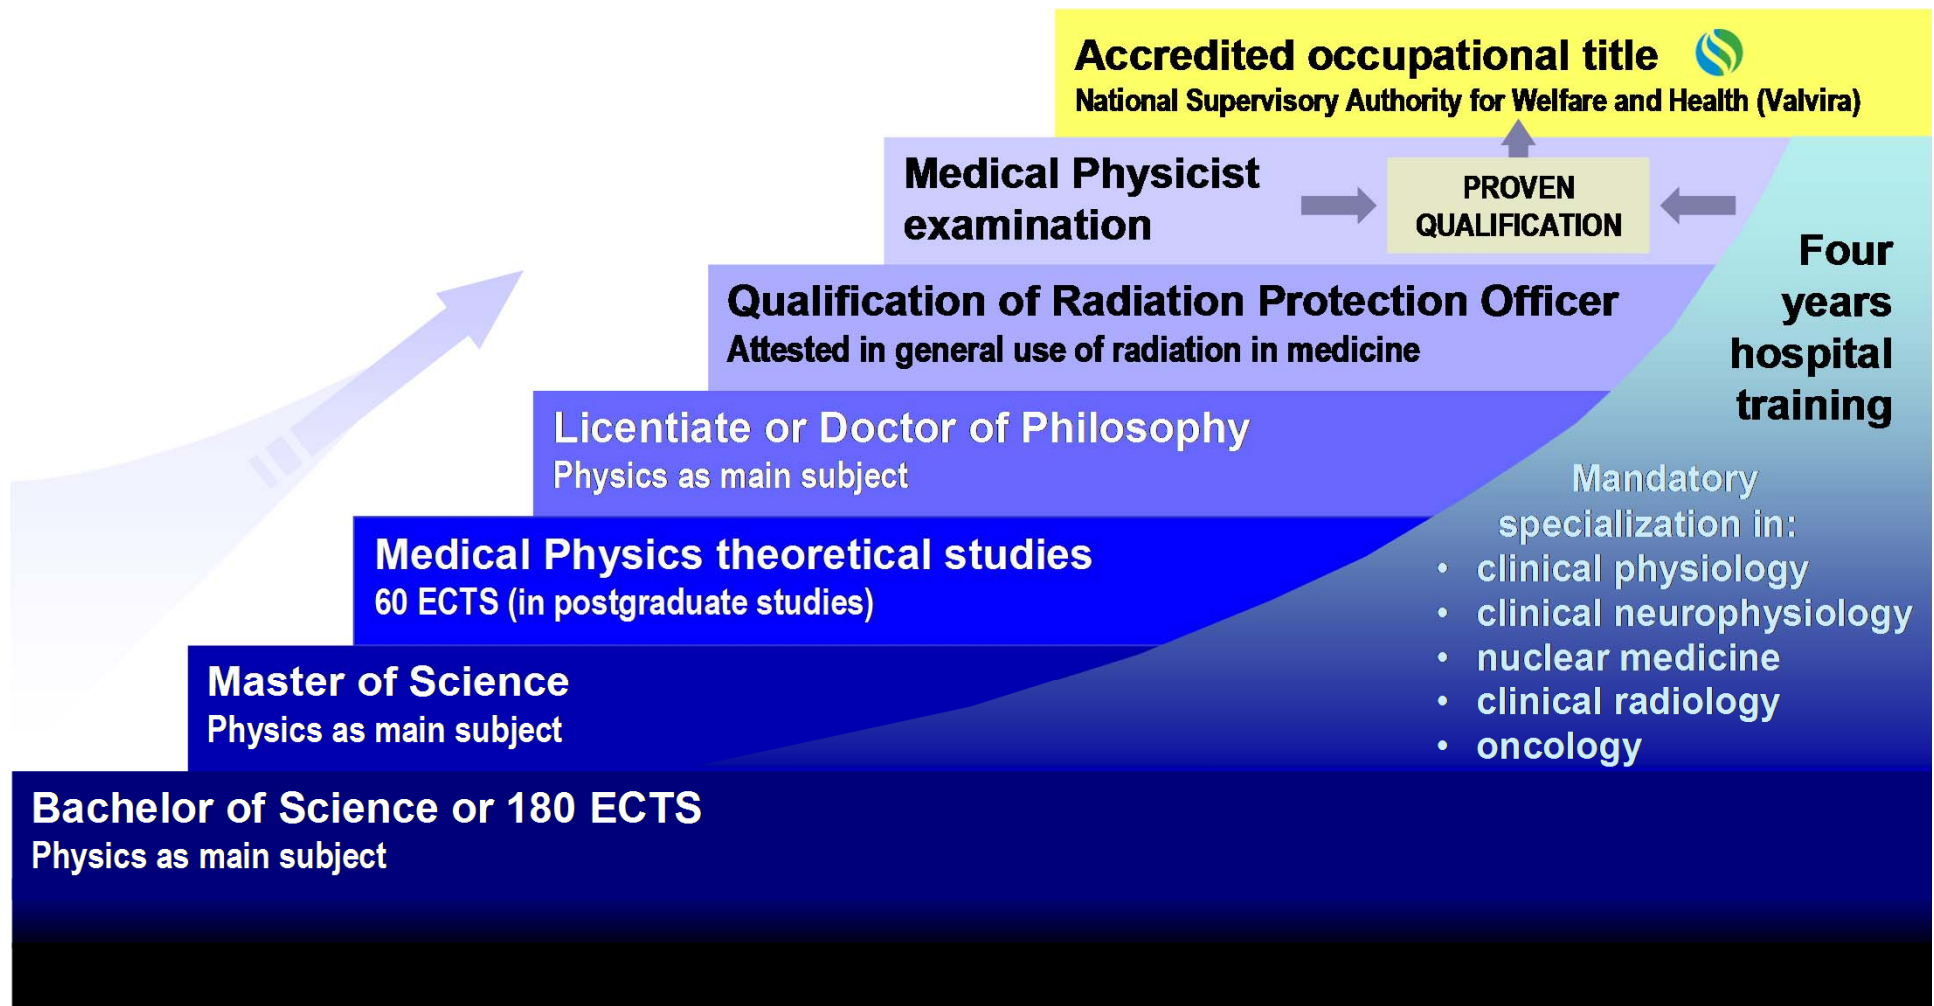 Accredited occupational title
National Supervisory Authority for Welfare and Health (Valvira)
Medical Physicist
examination
PROVEN
QUALIFICATION
Qualification of Radiation Protection Officer
Attested in general use of radiation in medicine
Licentiate or Doctor of Philosophy
Physics as main subject
Medical Physics theoretical studies
60 ECTS (in postgraduate studies)
Master of Science
Physics as main subject
Bachelor of Science or 180 ECTS
Physics as main subject
Four
years
hospital
training
Mandatory
specialization in:
• clinical physiology
• clinical neurophysiology
• nuclear medicine
• clinical radiology
• oncology